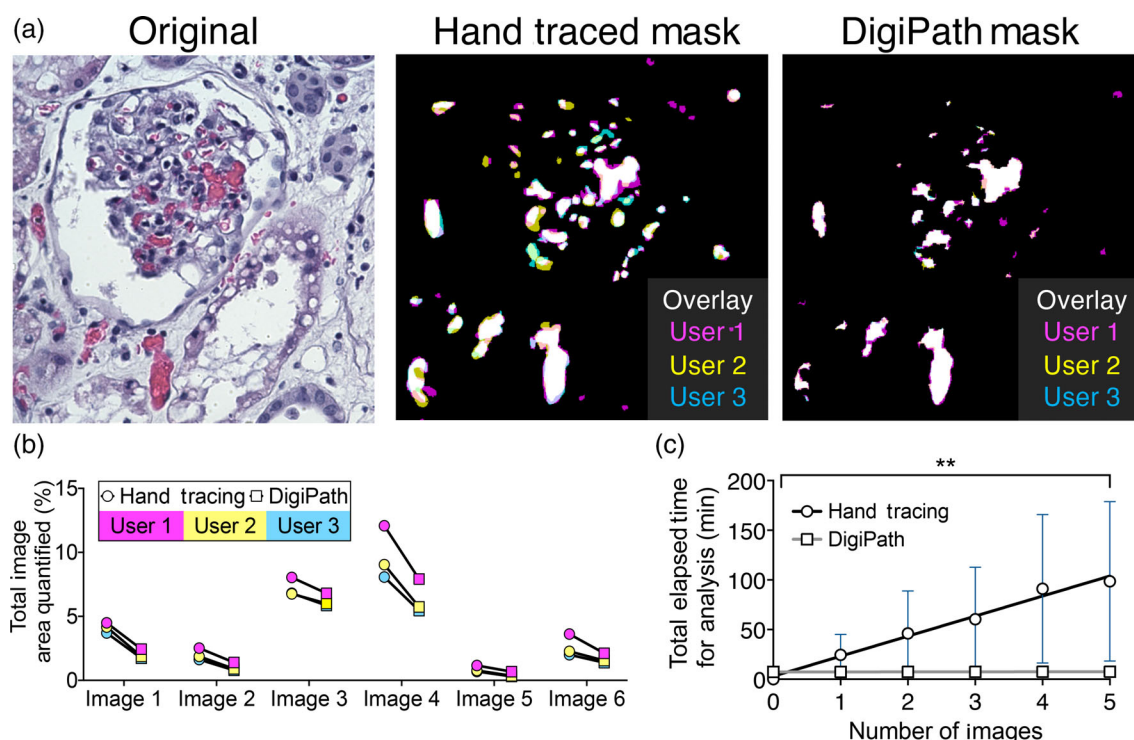 (a) Original Hand traced mask DigiPath mask
Overlay
User 1
User 2
User 3
Overlay
User 1
User 2
User 3
(b)
Total image
area quantified (%)
15
10
5
0
Hand tracing DigiPath
User 1 User 2 User 3
Image 1 Image 2 Image 3 Image 4 Image 5 Image 6
(c)
**
Total elapsed time
for analysis (min)
200
150
100
50
0
Hand tracing
DigiPath
0 1 2 3 4 5
Number of images